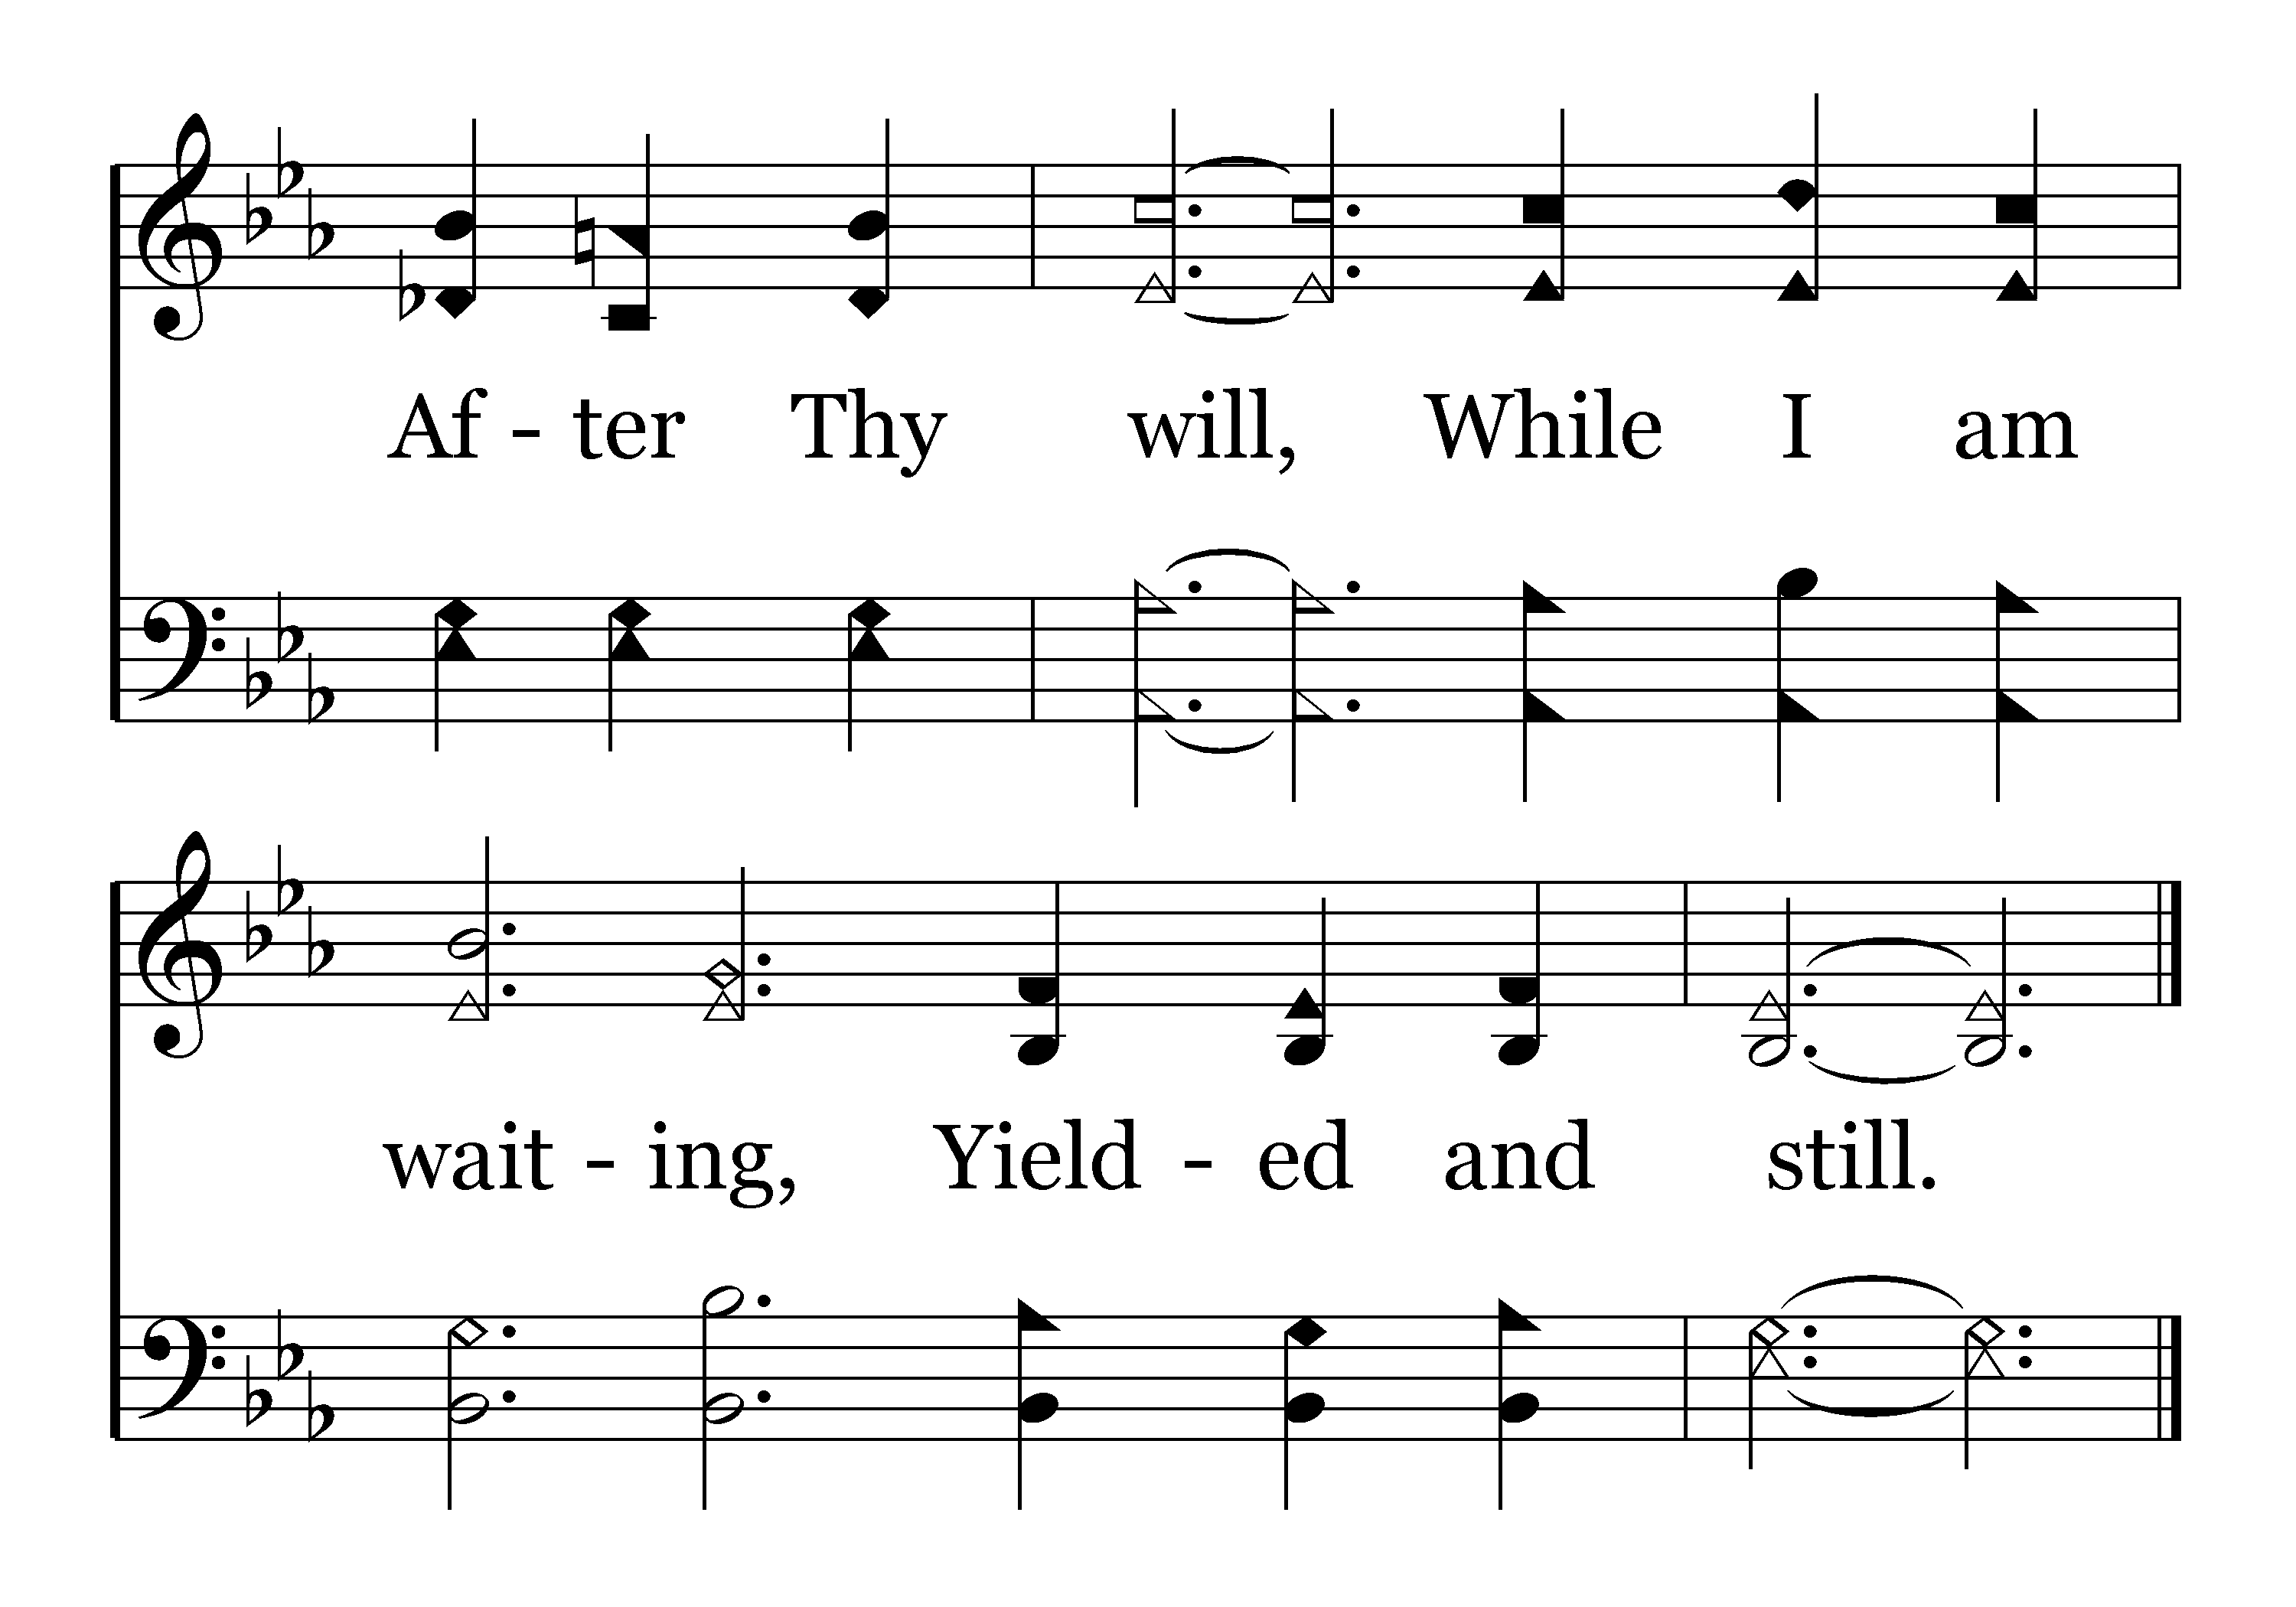 Af - ter Thy will, While I am
wait - ing, Yield - ed and still.